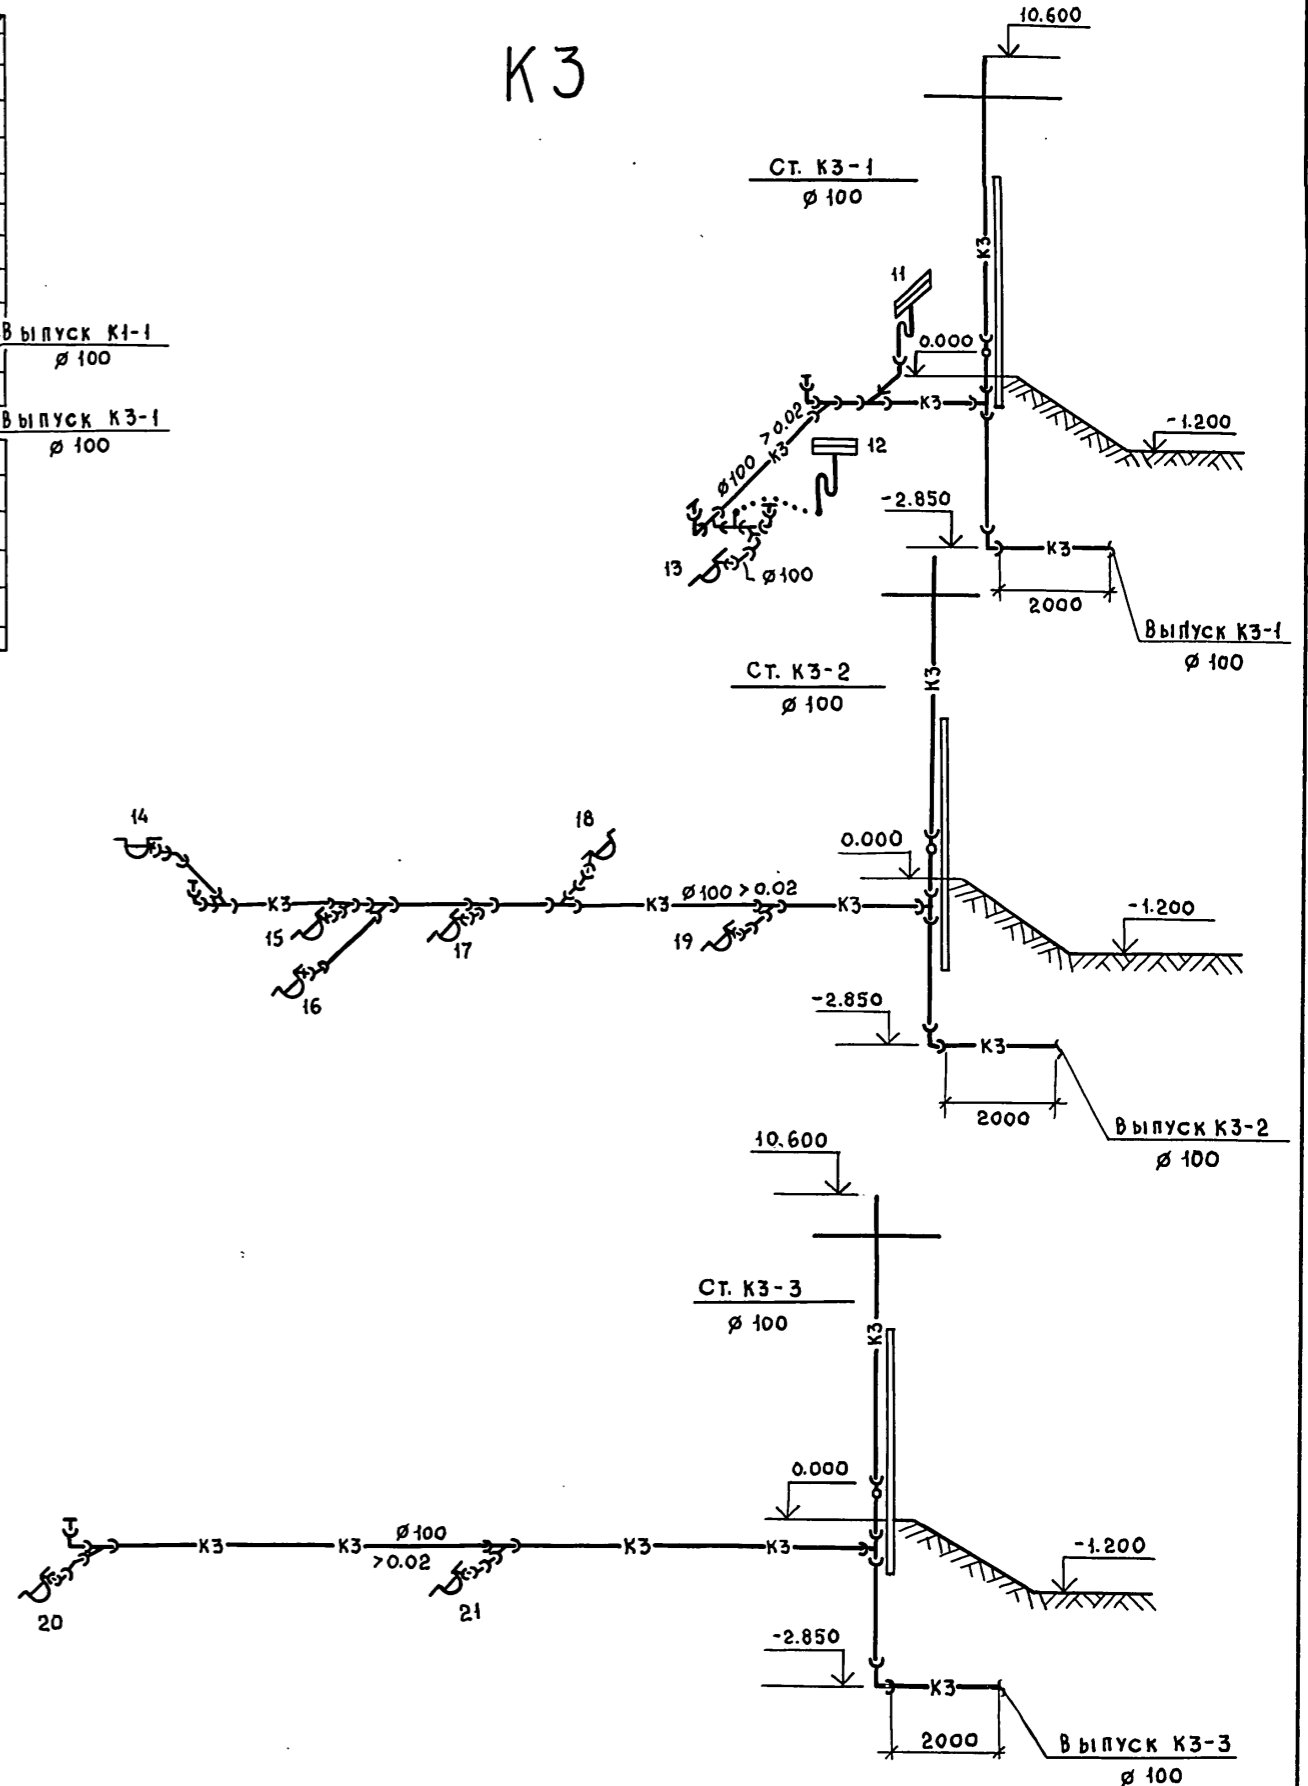 К3
10.600
Ст. К3-1
Ø 100
К3
11
0.000
Выпуск К1-1
Ø 100
К3
-1.200
Выпуск К3-1
Ø 100
Ø100 >0.02
К3
12
-2.850
13
Ø100
К3
2000
Выпуск К3-1
Ø 100
Ст. К3-2
Ø 100
К3
14
18
0.000
К3
К3
Ø100 >0.02
К3
-1.200
15
17
19
16
-2.850
К3
2000
Выпуск К3-2
Ø 100
10.600
Ст. К3-3
Ø 100
К3
0.000
К3
К3
Ø100
>0.02
К3
К3
-1.200
20
21
-2.850
К3
2000
Выпуск К3-3
Ø 100